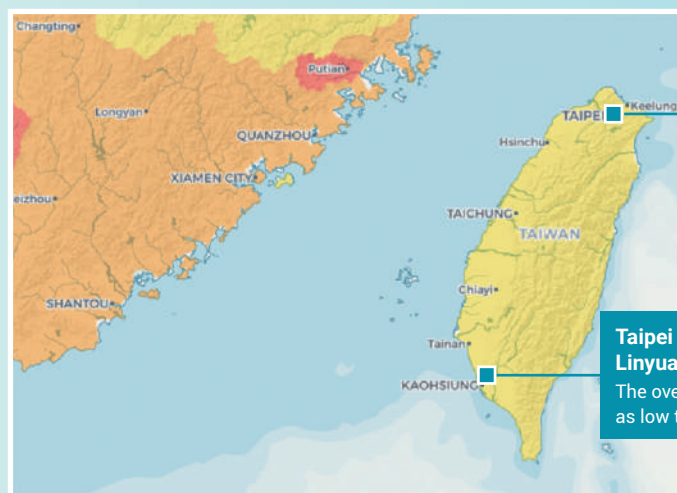 Changting
Putian
Longyan
QUANZHOU
XIAMEN CITY
eizhou
SHANTOU
TAIPEI
Keelung
Hsinchu
TAICHUNG
TAIWAN
Chiayi
Tainan
KAOHSIUNG
Taipei
Linyua
The ove
as low t